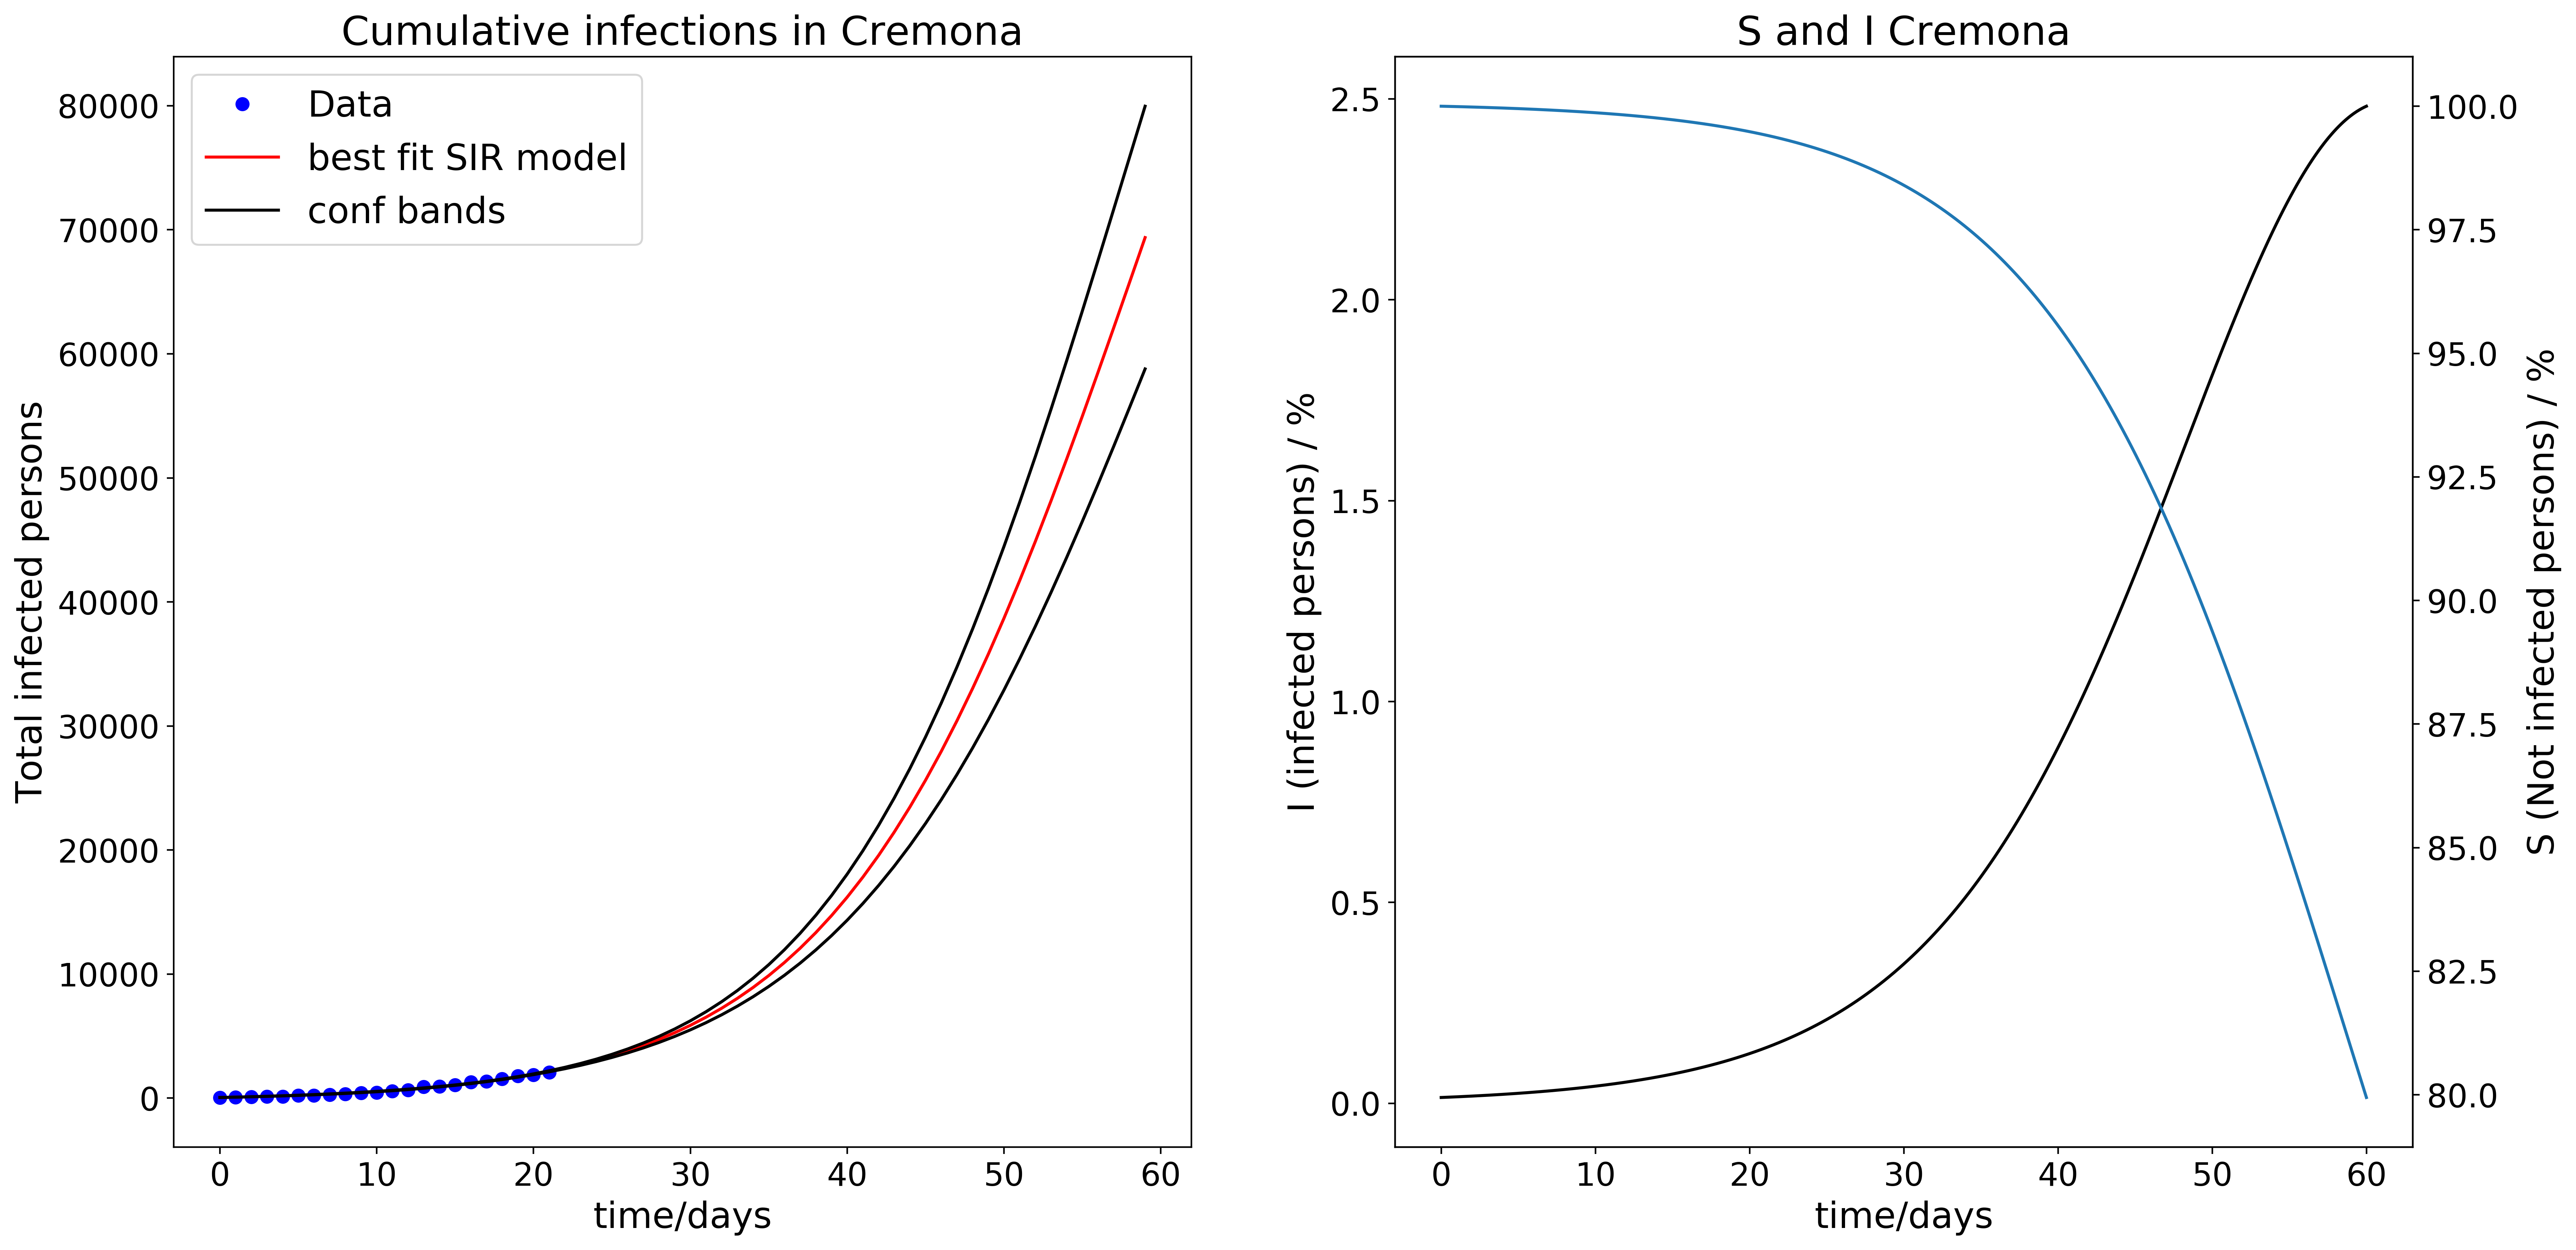 Cumulative infections in Cremona
Data
best fit SIR model
conf bands
80000
70000
60000
50000
40000
30000
20000
10000
0
Total infected persons
0 10 20 30 40 50 60
time/days
S and I Cremona
2.5
2.0
1.5
1.0
0.5
0.0
I (infected persons) / %
100.0
97.5
95.0
92.5
90.0
87.5
85.0
82.5
80.0
S (Not infected persons) / %
0 10 20 30 40 50 60
time/days